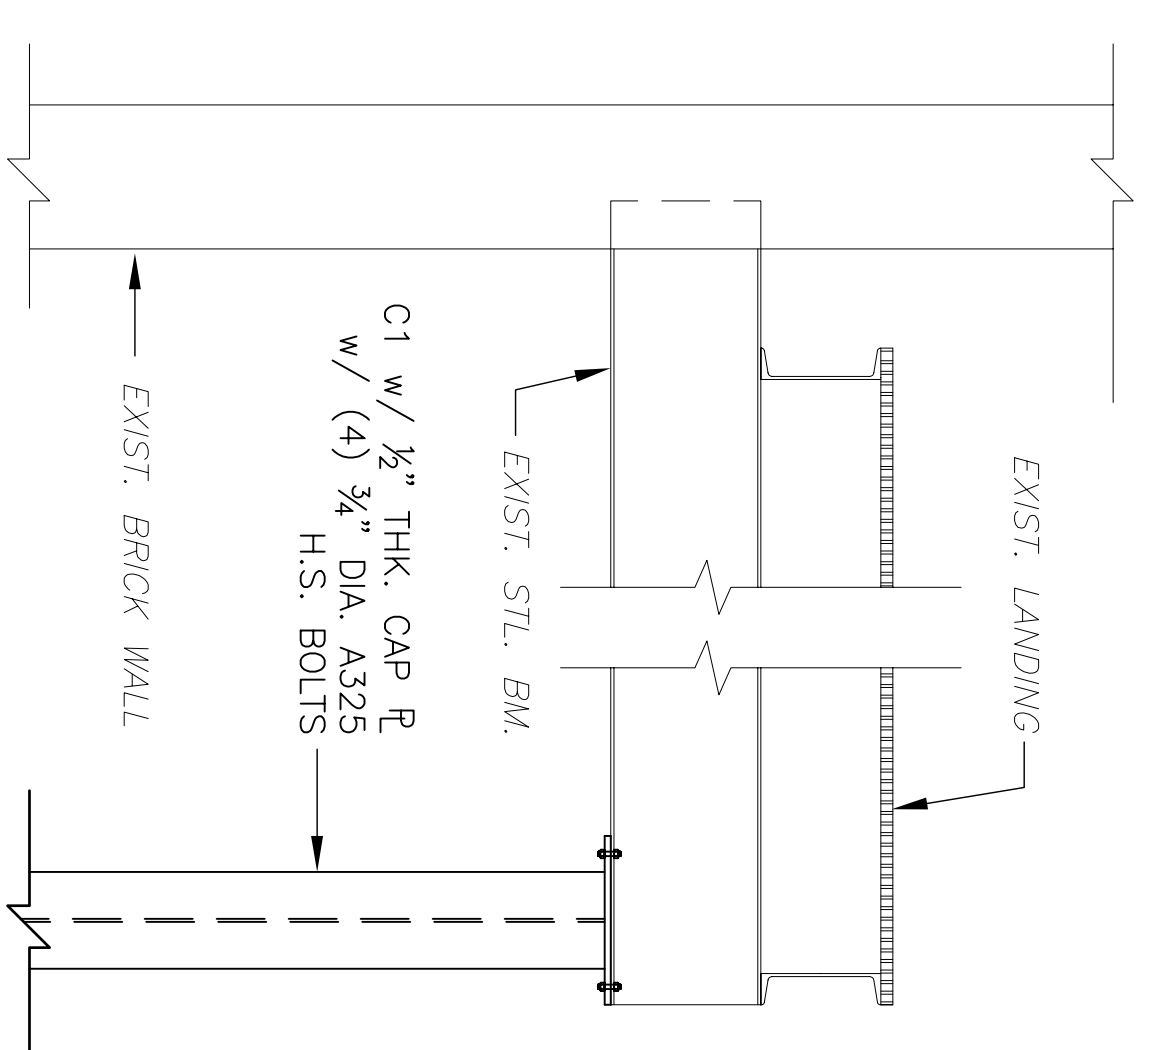 EXIST. LANDING
EXIST. STL. BM.
C1 w/ ½" THK. CAP PL
w/ (4) ¾" DIA. A325
H.S. BOLTS
EXIST. BRICK WALL